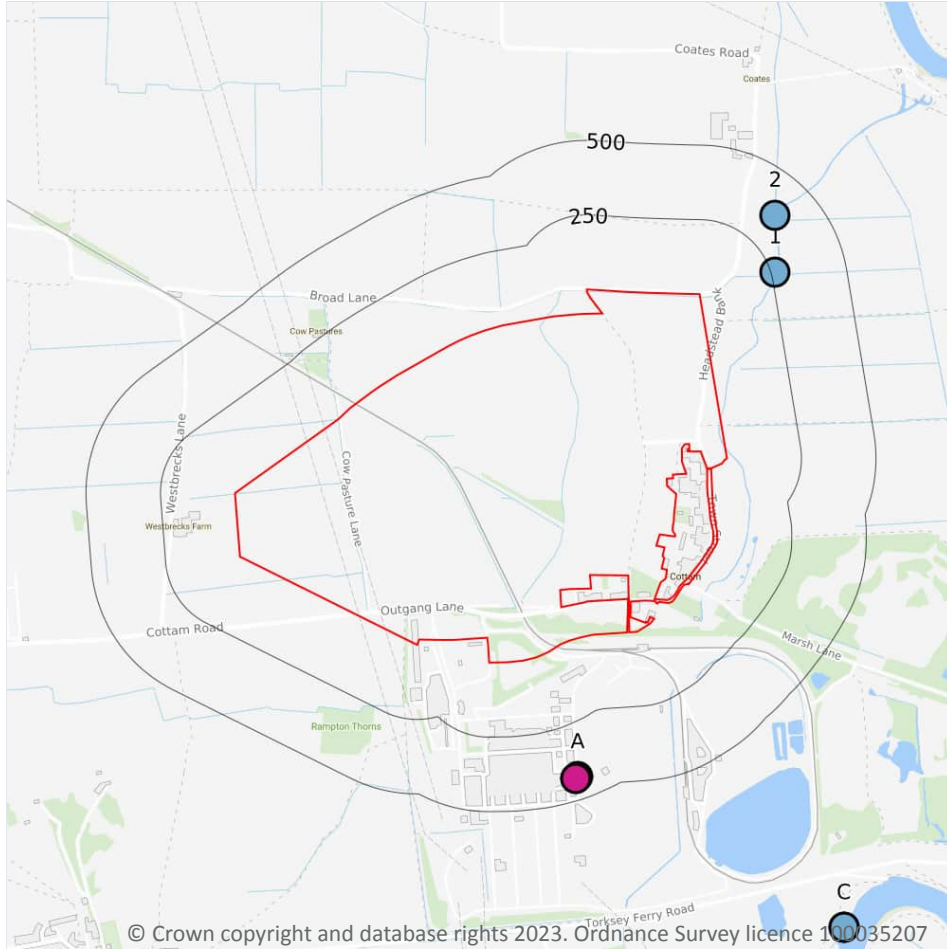 Coates Road
Coates
500
2
250
1
Broad Lane
Headstead Bank
Cow Pastures
Westbrecks Lane
Cow Pasture Lane
Westbrecks Farm
Cottam
Outgang Lane
Cottam Road
Marsh Lane
Rampton Thorns
A
C
Torksey Ferry Road
© Crown copyright and database rights 2023. Ordnance Survey licence 100035207